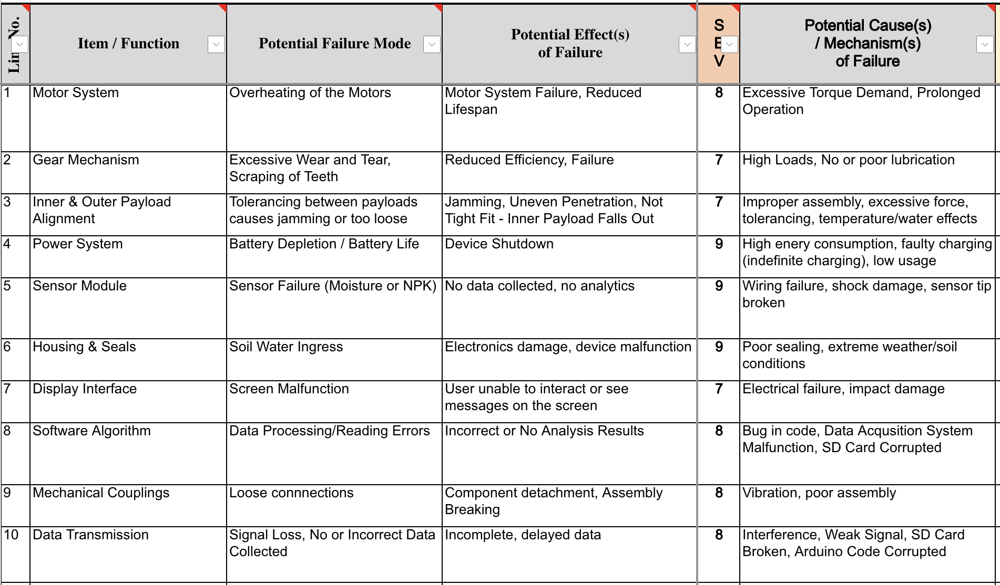 Line No.
Item / Function
Potential Failure Mode
Potential Effect(s)
of Failure
S
E
V
Potential Cause(s)
/ Mechanism(s)
of Failure
1
Motor System
Overheating of the Motors
Motor System Failure, Reduced
Lifespan
8
Excessive Torque Demand, Prolonged
Operation
2
Gear Mechanism
Excessive Wear and Tear,
Scraping of Teeth
Reduced Efficiency, Failure
7
High Loads, No or poor lubrication
3
Inner & Outer Payload
Alignment
Tolerancing between payloads
causes jamming or too loose
Jamming, Uneven Penetration, Not
Tight Fit - Inner Payload Falls Out
7
Improper assembly, excessive force,
tolerancing, temperature/water effects
4
Power System
Battery Depletion / Battery Life
Device Shutdown
9
High enery consumption, faulty charging
(indefinite charging), low usage
5
Sensor Module
Sensor Failure (Moisture or NPK)
No data collected, no analytics
9
Wiring failure, shock damage, sensor tip
broken
6
Housing & Seals
Soil Water Ingress
Electronics damage, device malfunction
9
Poor sealing, extreme weather/soil
conditions
7
Display Interface
Screen Malfunction
User unable to interact or see
messages on the screen
7
Electrical failure, impact damage
8
Software Algorithm
Data Processing/Reading Errors
Incorrect or No Analysis Results
8
Bug in code, Data Acqusition System
Malfunction, SD Card Corrupted
9
Mechanical Couplings
Loose connnections
Component detachment, Assembly
Breaking
8
Vibration, poor assembly
10
Data Transmission
Signal Loss, No or Incorrect Data
Collected
Incomplete, delayed data
8
Interference, Weak Signal, SD Card
Broken, Arduino Code Corrupted